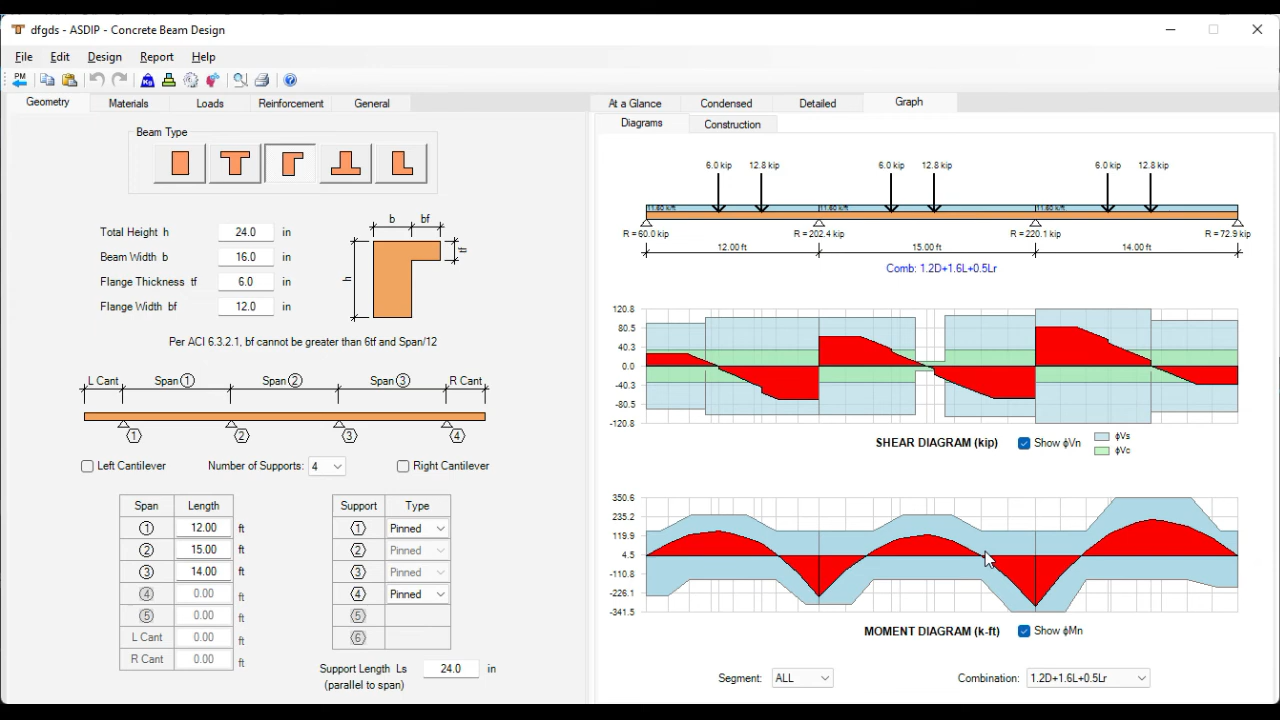 dfgds - ASDIP - Concrete Beam Design
File Edit Design Report Help
PM Kg
Geometry Materials Loads Reinforcement General
Beam Type
b bf
Total Height h 24.0 in
Beam Width b 16.0 in
Flange Thickness tf 6.0 in
Flange Width bf 12.0 in
h tf
Per ACI 6.3.2.1, bf cannot be greater than 6tf and Span/12
L Cant Span 1 Span 2 Span 3 R Cant
1 2 3 4
Left Cantilever Number of Supports: 4 Right Cantilever
Span Length
1 12.00 ft
2 15.00 ft
3 14.00 ft
4 0.00 ft
5 0.00 ft
L Cant 0.00 ft
R Cant 0.00 ft
Support Type
1 Pinned
2 Pinned
3 Pinned
4 Pinned
5
6
Support Length Ls 24.0 in
(parallel to span)
At a Glance Condensed Detailed Graph
Diagrams Construction
6.0 kip 12.8 kip 6.0 kip 12.8 kip 6.0 kip 12.8 kip
11.60 k/ft 11.60 k/ft 11.60 k/ft
R = 60.0 kip R = 202.4 kip R = 220.1 kip R = 72.9 kip
12.00 ft 15.00 ft 14.00 ft
Comb: 1.2D+1.6L+0.5Lr
120.8
80.5
40.3
0.0
-40.3
-80.5
-120.8
SHEAR DIAGRAM (kip) Show ϕVn
ϕVs
ϕVc
350.6
235.2
119.9
4.5
-110.8
-226.1
-341.5
MOMENT DIAGRAM (k-ft) Show ϕMn
Segment: ALL Combination: 1.2D+1.6L+0.5Lr